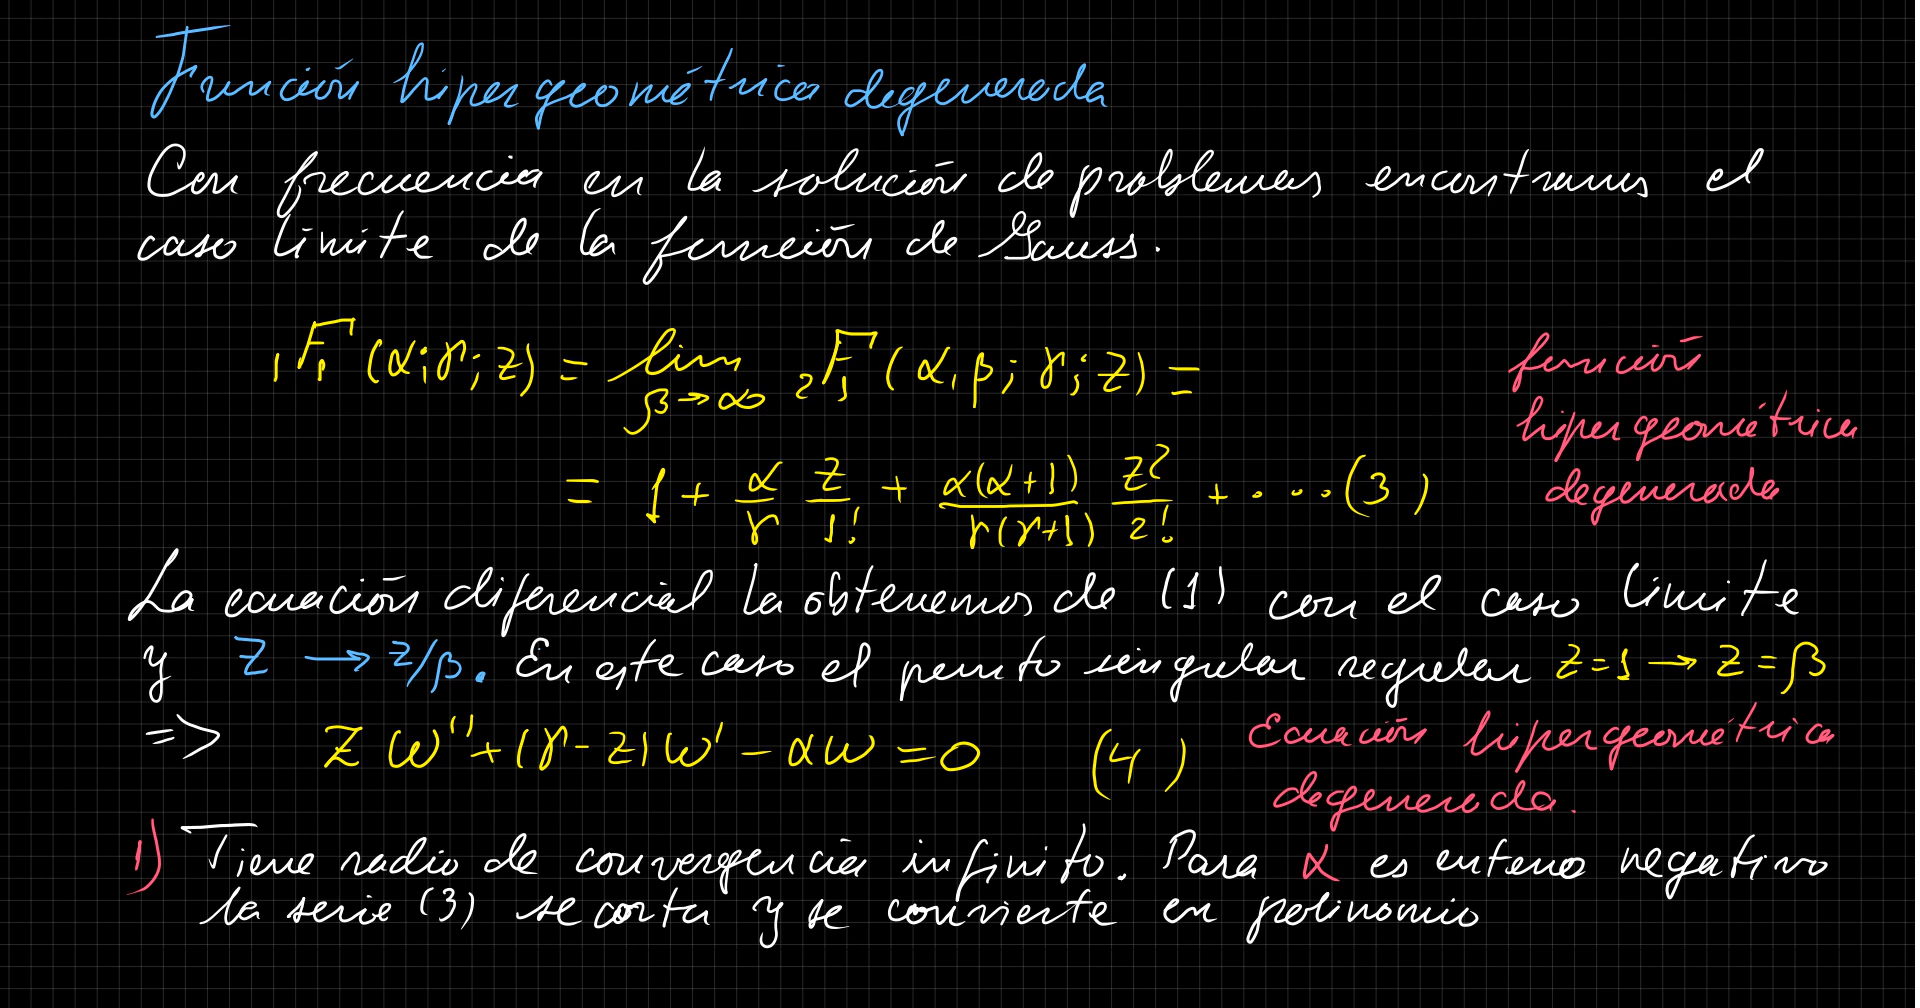 Función hipergeométrica degenerada
Con frecuencia en la solución de problemas encontramos el
caso límite de la función de Gauss.
₁F₁ (α; γ; z) = lim_{β→∞} ₂F₁ (α, β; γ; z) =
función
hipergeométrica
degenerada
= 1 + α/γ z/1! + α(α+1)/γ(γ+1) z²/2! + ··· (3)
La ecuación diferencial la obtenemos de (1) con el caso límite
y z → z/β. En este caso el punto singular regular z=1 → z=β
=> z w'' + (γ - z) w' - αw = 0 (4)
Ecuación hipergeométrica
degenerada.
1) Tiene radio de convergencia infinito. Para α es entero negativo
la serie (3) se corta y se convierte en polinomio